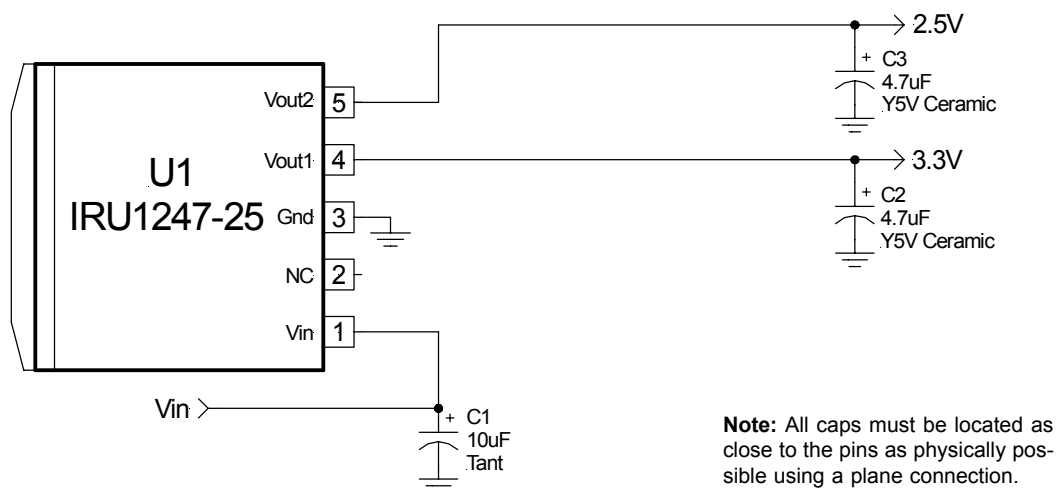 2.5V
C3
+
4.7uF
Y5V Ceramic
Vout2 5
Vout1 4
3.3V
U1
IRU1247-25
Gnd 3
+ C2
4.7uF
Y5V Ceramic
NC 2
Vin 1
Vin
+ C1
10uF
Tant
Note: All caps must be located as
close to the pins as physically pos-
sible using a plane connection.